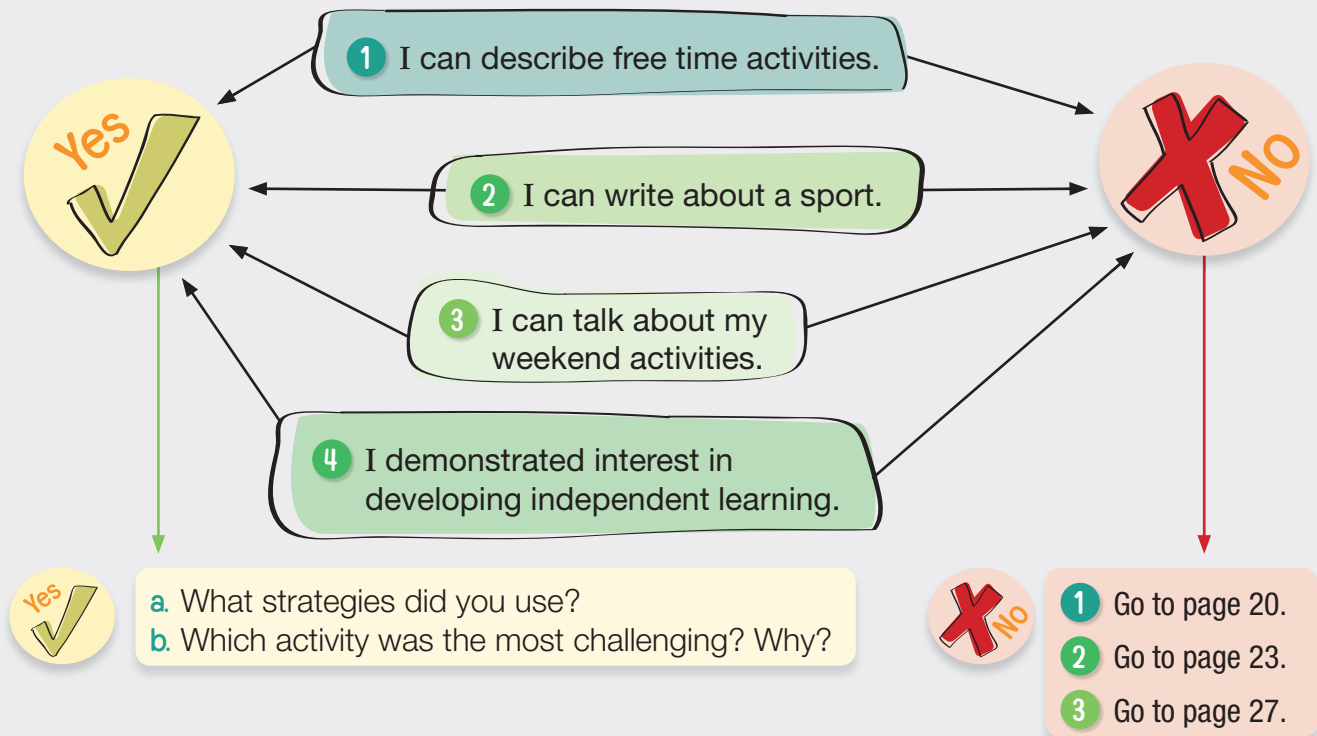 1 I can describe free time activities.
Yes
No
2 I can write about a sport.
3 I can talk about my
weekend activities.
4 I demonstrated interest in
developing independent learning.
Yes
a. What strategies did you use?
b. Which activity was the most challenging? Why?
No
1 Go to page 20.
2 Go to page 23.
3 Go to page 27.